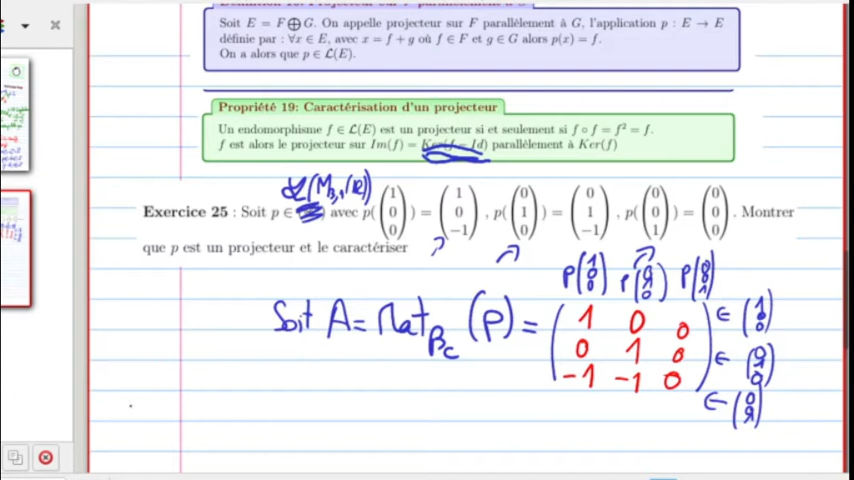 Soit E = F ⊕ G. On appelle projecteur sur F parallèlement à G, l'application p : E → E
définie par : ∀x ∈ E, avec x = f + g où f ∈ F et g ∈ G alors p(x) = f.
On a alors que p ∈ ℒ(E).
Propriété 19: Caractérisation d'un projecteur
Un endomorphisme f ∈ ℒ(E) est un projecteur si et seulement si f ∘ f = f² = f.
f est alors le projecteur sur Im(f) = Ker(f − Id) parallèlement à Ker(f)
ℒ(M₃,₁(ℝ))
Exercice 25 : Soit p ∈ avec p((1 0 0)) = (1 0 −1), p((0 1 0)) = (0 1 −1), p((0 0 1)) = (0 0 0). Montrer
que p est un projecteur et le caractériser
p(1 0 0) p(0 1 0) p(0 0 1)
Soit A = Mat_Bc (p) =
1 0 0 ∈ (1 0 0)
0 1 0 ∈ (0 1 0)
-1 -1 0 ∈ (0 0 1)